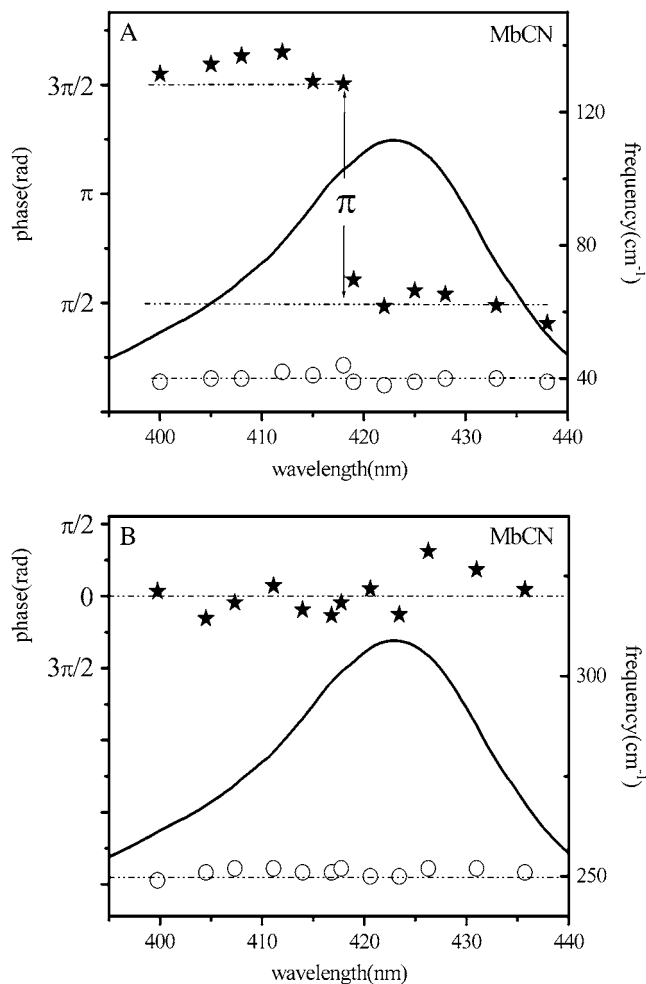 A
MbCN
3π/2
π
π/2
phase(rad)
120
80
40
frequency(cm-1)
π
400
410
420
430
440
wavelength(nm)
B
MbCN
π/2
0
3π/2
phase(rad)
300
250
frequency(cm-1)
400
410
420
430
440
wavelength(nm)